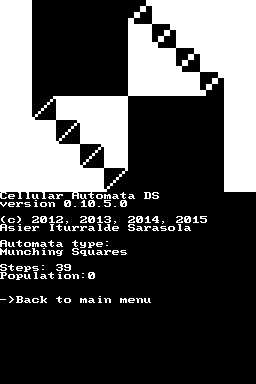 Cellular Automata DS
version 0.10.5.0
(c) 2012, 2013, 2014, 2015
Asier Iturralde Sarasola
Automata type:
Munching Squares
Steps: 39
Population:0
->Back to main menu